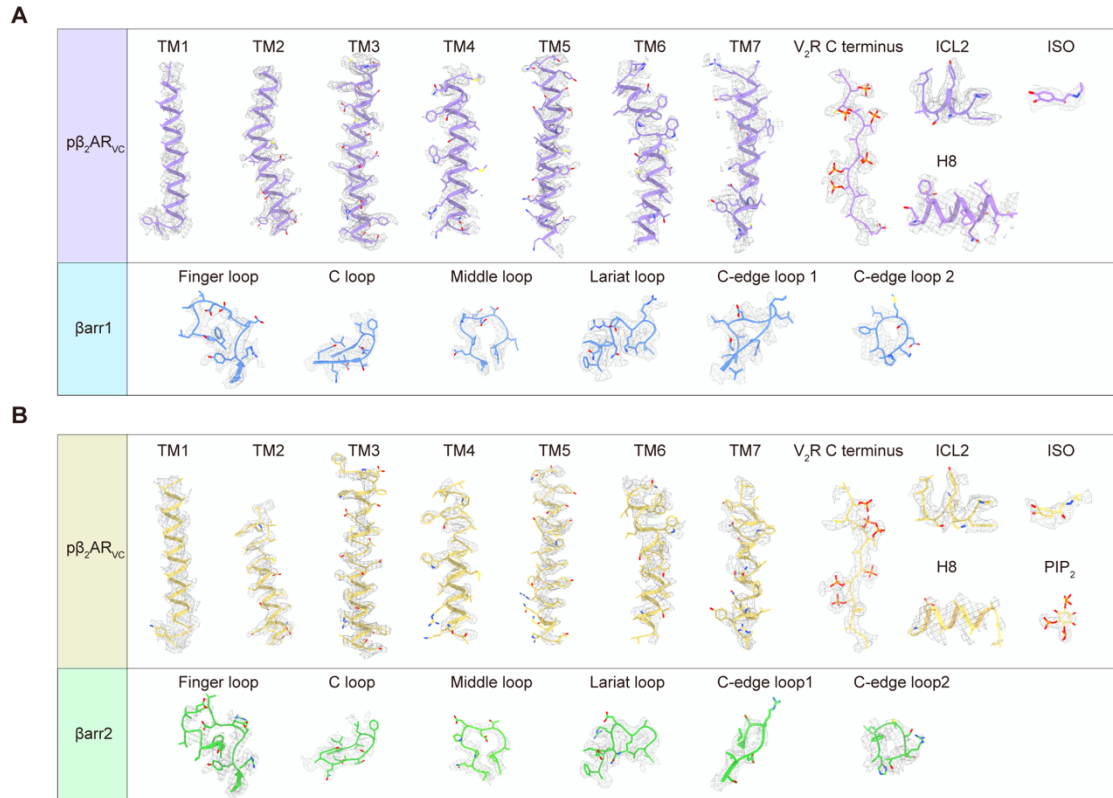 A
TM1 TM2 TM3 TM4 TM5 TM6 TM7 V₂R C terminus ICL2 ISO
pβ₂AR_VC
H8
Finger loop C loop Middle loop Lariat loop C-edge loop 1 C-edge loop 2
βarr1
B
TM1 TM2 TM3 TM4 TM5 TM6 TM7 V₂R C terminus ICL2 ISO
pβ₂AR_VC
H8 PIP₂
Finger loop C loop Middle loop Lariat loop C-edge loop1 C-edge loop2
βarr2